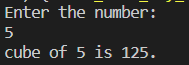 Enter the number:
5
cube of 5 is 125.